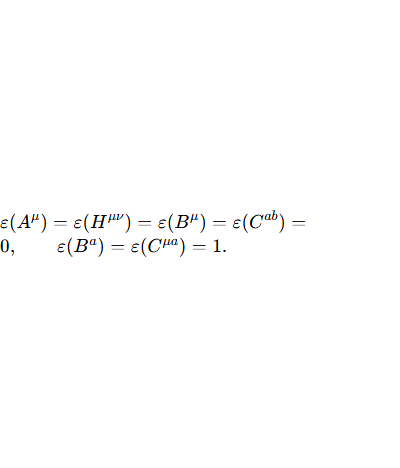 ε(A^μ) = ε(H^{μν}) = ε(B^μ) = ε(C^{ab}) =
0,  ε(B^a) = ε(C^{μa}) = 1.